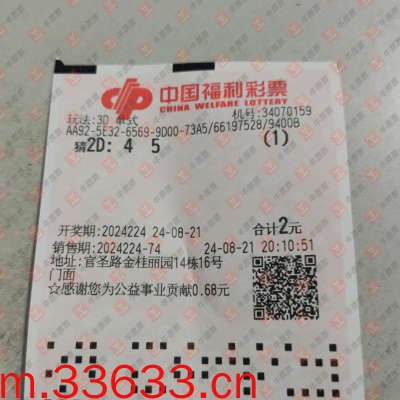 中国福利彩票
CHINA WELFARE LOTTERY
玩法:3D 单式 机号:34070159
AA92-5E32-6569-9D00-73A5/66197528/9400B
猜2D: 4 5 (1)
开奖期:2024224 24-08-21 合计2元
销售期:2024224-74 24-08-21 20:10:51
地址:官圣路金桂丽园14栋16号
门面
☆感谢您为公益事业贡献0.68元
m.33633.cn